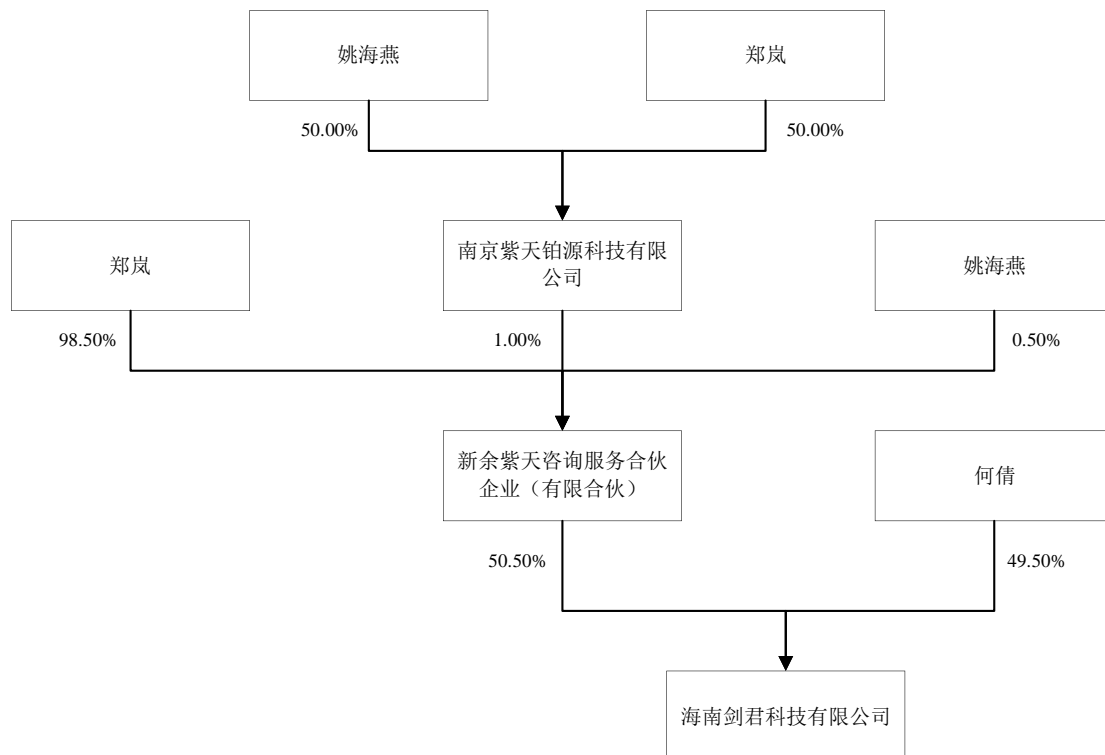 姚海燕
郑岚
50.00%
50.00%
郑岚
南京紫天铂源科技有限
公司
姚海燕
98.50%
1.00%
0.50%
新余紫天咨询服务合伙
企业（有限合伙）
何倩
50.50%
49.50%
海南剑君科技有限公司